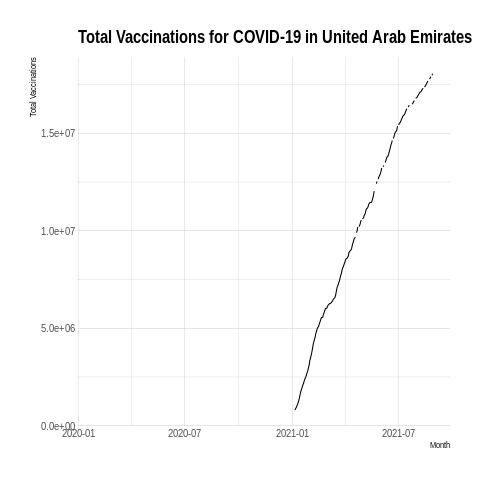 Total Vaccinations for COVID-19 in United Arab Emirates
Total Vaccinations
1.5e+07
1.0e+07
5.0e+06
0.0e+00
2020-01
2020-07
2021-01
2021-07
Month